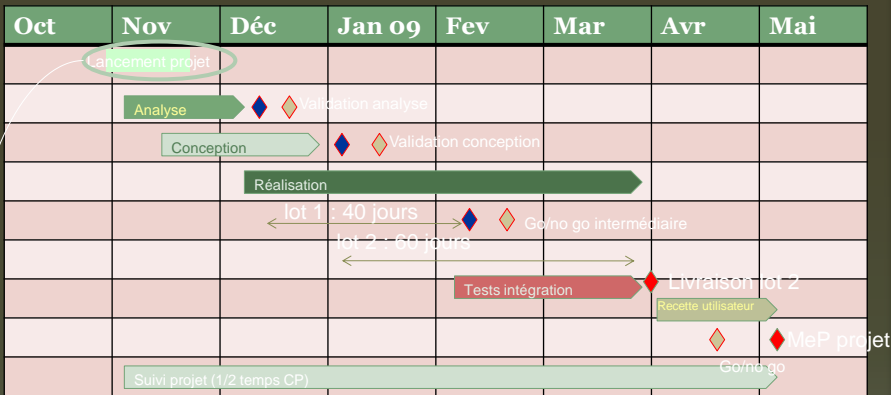 Oct Nov Déc Jan 09 Fev Mar Avr Mai
Lancement projet
Analyse Validation analyse
Conception Validation conception
Réalisation
lot 1 : 40 jours Go/no go intermédiaire
lot 2 : 60 jours
Tests intégration Livraison lot 2
Recette utilisateur
MeP projet
Go/no go
Suivi projet (1/2 temps CP)